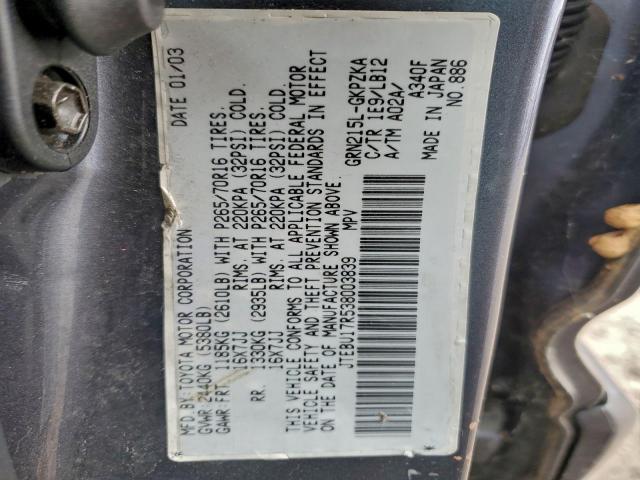 MFD. BY: TOYOTA MOTOR CORPORATION DATE 01/03
GVWR 2440KG (5380LB)
GAWR FRT 1185KG (2610LB) WITH P265/70R16 TIRES.
16X7JJ RIMS. AT 220KPA (32PSI) COLD.
RR. 1330KG (2935LB) WITH P265/70R16 TIRES.
16X7JJ RIMS. AT 220KPA (32PSI) COLD.
THIS VEHICLE CONFORMS TO ALL APPLICABLE FEDERAL MOTOR
VEHICLE SAFETY AND THEFT PREVENTION STANDARDS IN EFFECT
ON THE DATE OF MANUFACTURE SHOWN ABOVE.
JTEBU17R538003839 MPV
GRN215L-GKPZKA
C/TR 1E9/LB12
A/TM A02A/ A340F
MADE IN JAPAN
NO.886